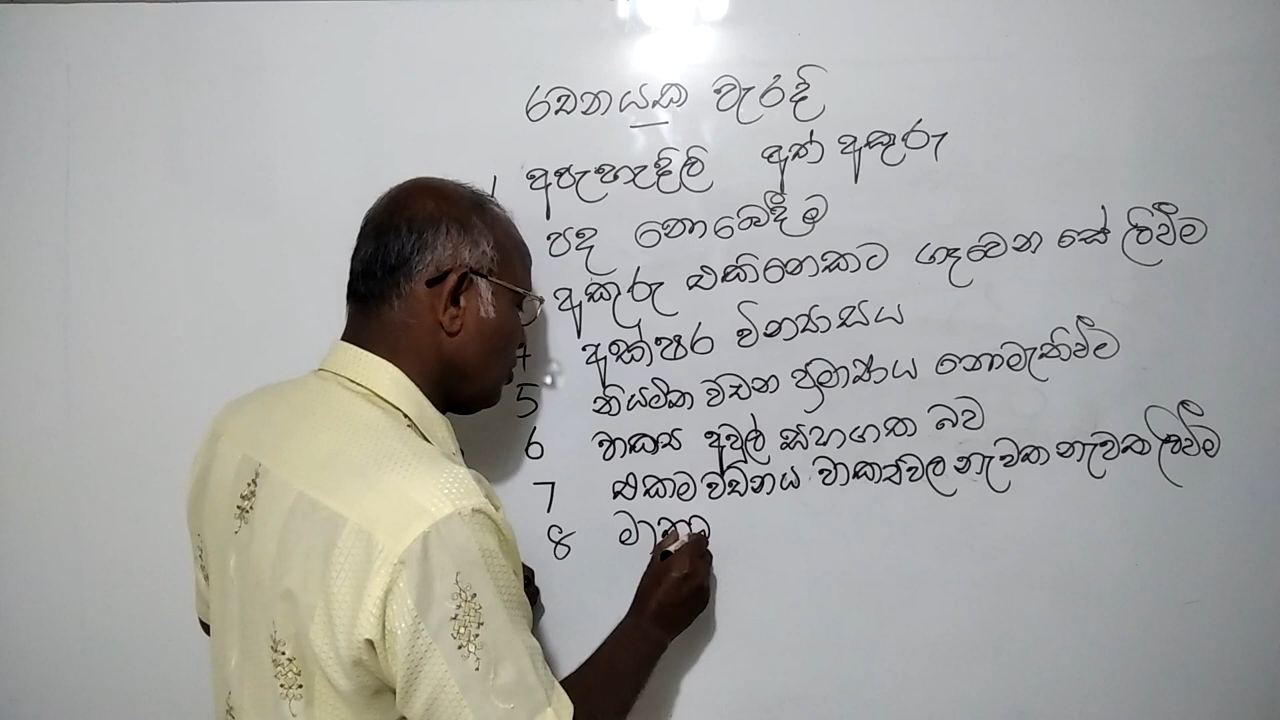 රචනයක වැරදි
1 අපැහැදිලි අත් අකුරු
පද නොබෙදීම
අකුරු එකිනෙකට ගැටෙන සේ ලිවීම
4 අක්ෂර වින්‍යාසය
5 නියමිත වචන ප්‍රමාණය නොමැතිවීම
6 වාක්‍ය අවුල් සහගත බව
7 එකම වචනය වාක්‍යවල නැවත නැවත ලිවීම
8